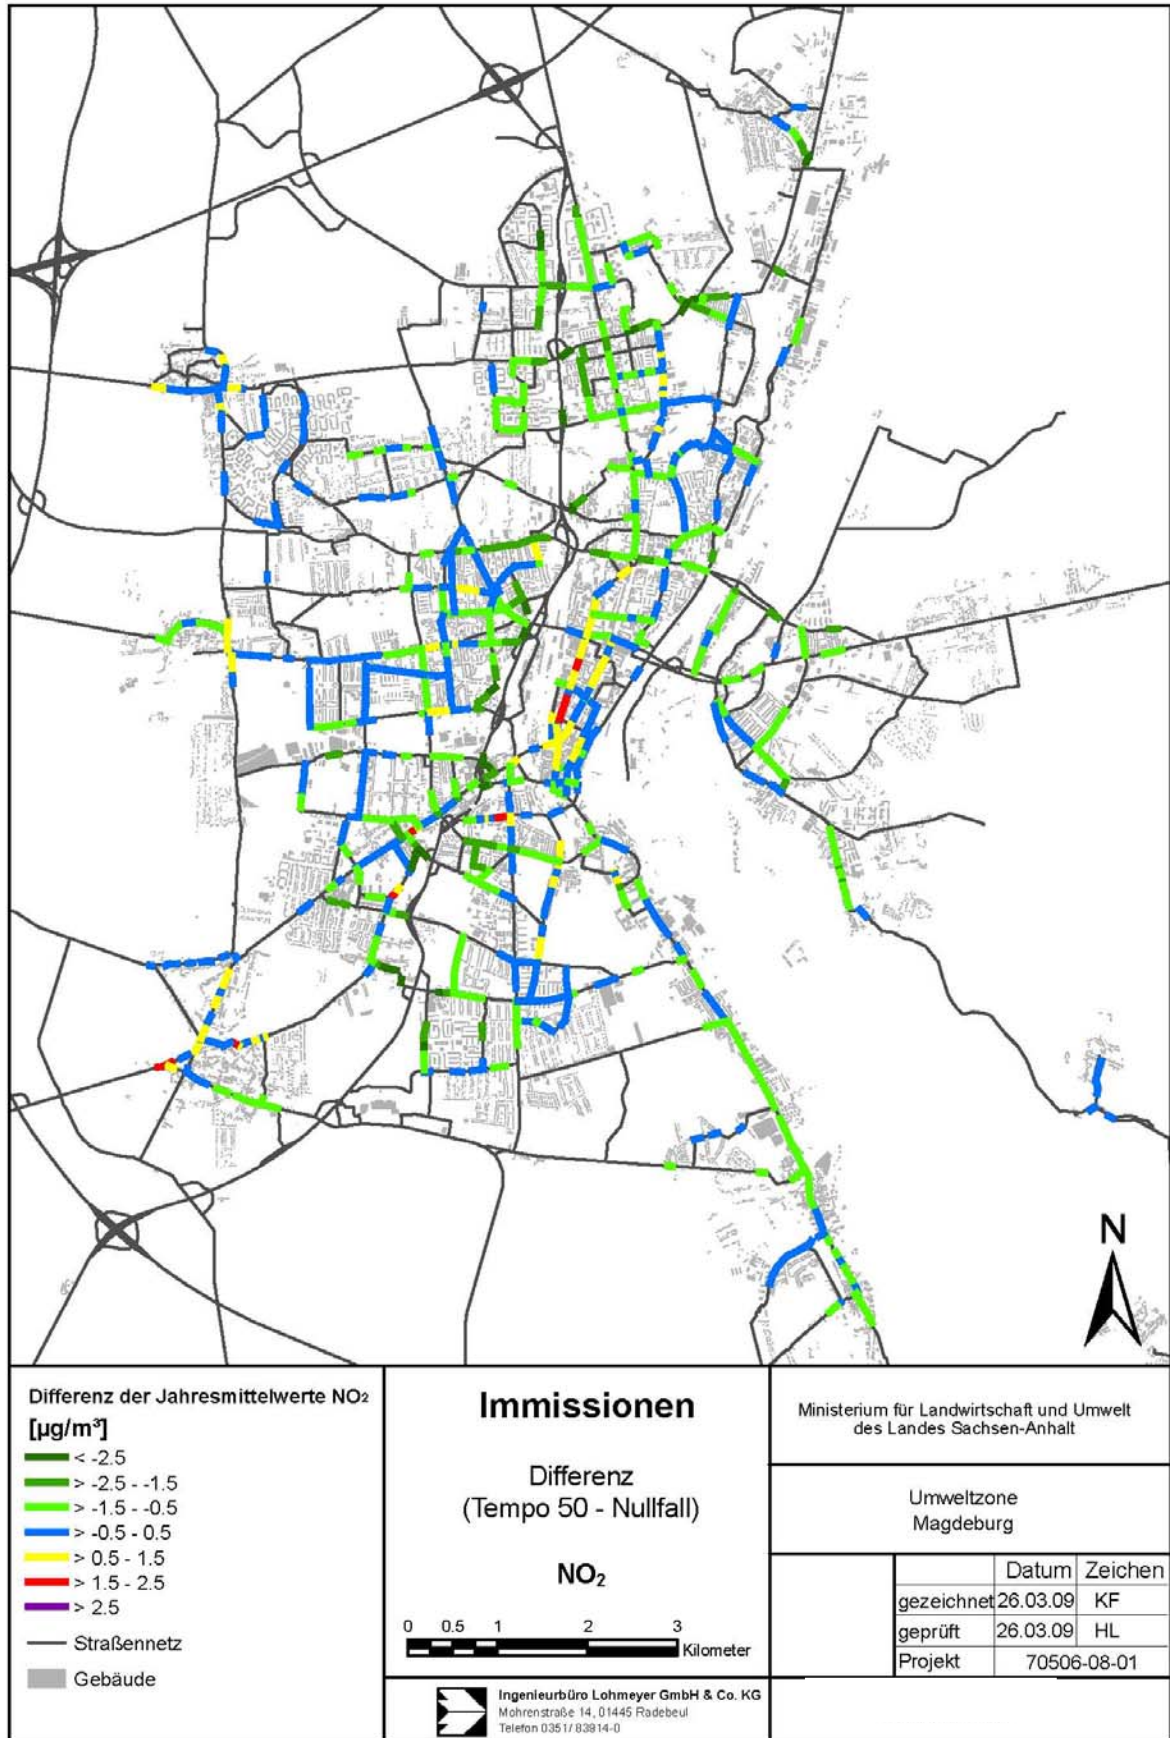 N
Differenz der Jahresmittelwerte NO₂
[µg/m³]
< -2.5
> -2.5 - -1.5
> -1.5 - -0.5
> -0.5 - 0.5
> 0.5 - 1.5
> 1.5 - 2.5
> 2.5
Straßennetz
Gebäude
Immissionen
Differenz
(Tempo 50 - Nullfall)
NO₂
0 0.5 1 2 3
Kilometer
Ingenieurbüro Lohmeyer GmbH & Co. KG
Mohrenstraße 14, 01445 Radebeul
Telefon 0351/ 83914-0
Ministerium für Landwirtschaft und Umwelt
des Landes Sachsen-Anhalt
Umweltzone
Magdeburg
Datum Zeichen
gezeichnet 26.03.09 KF
geprüft 26.03.09 HL
Projekt 70506-08-01